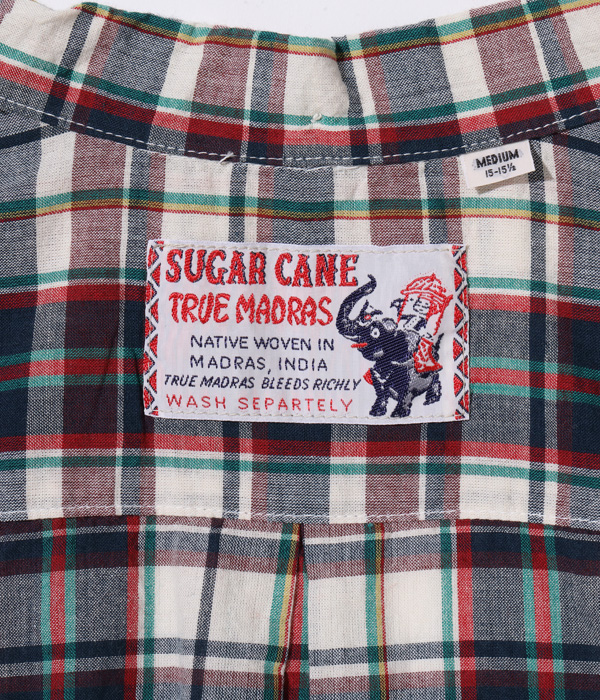 MEDIUM
15-15½
SUGAR CANE
TRUE MADRAS
NATIVE WOVEN IN
MADRAS, INDIA
TRUE MADRAS BLEEDS RICHLY
WASH SEPARTELY